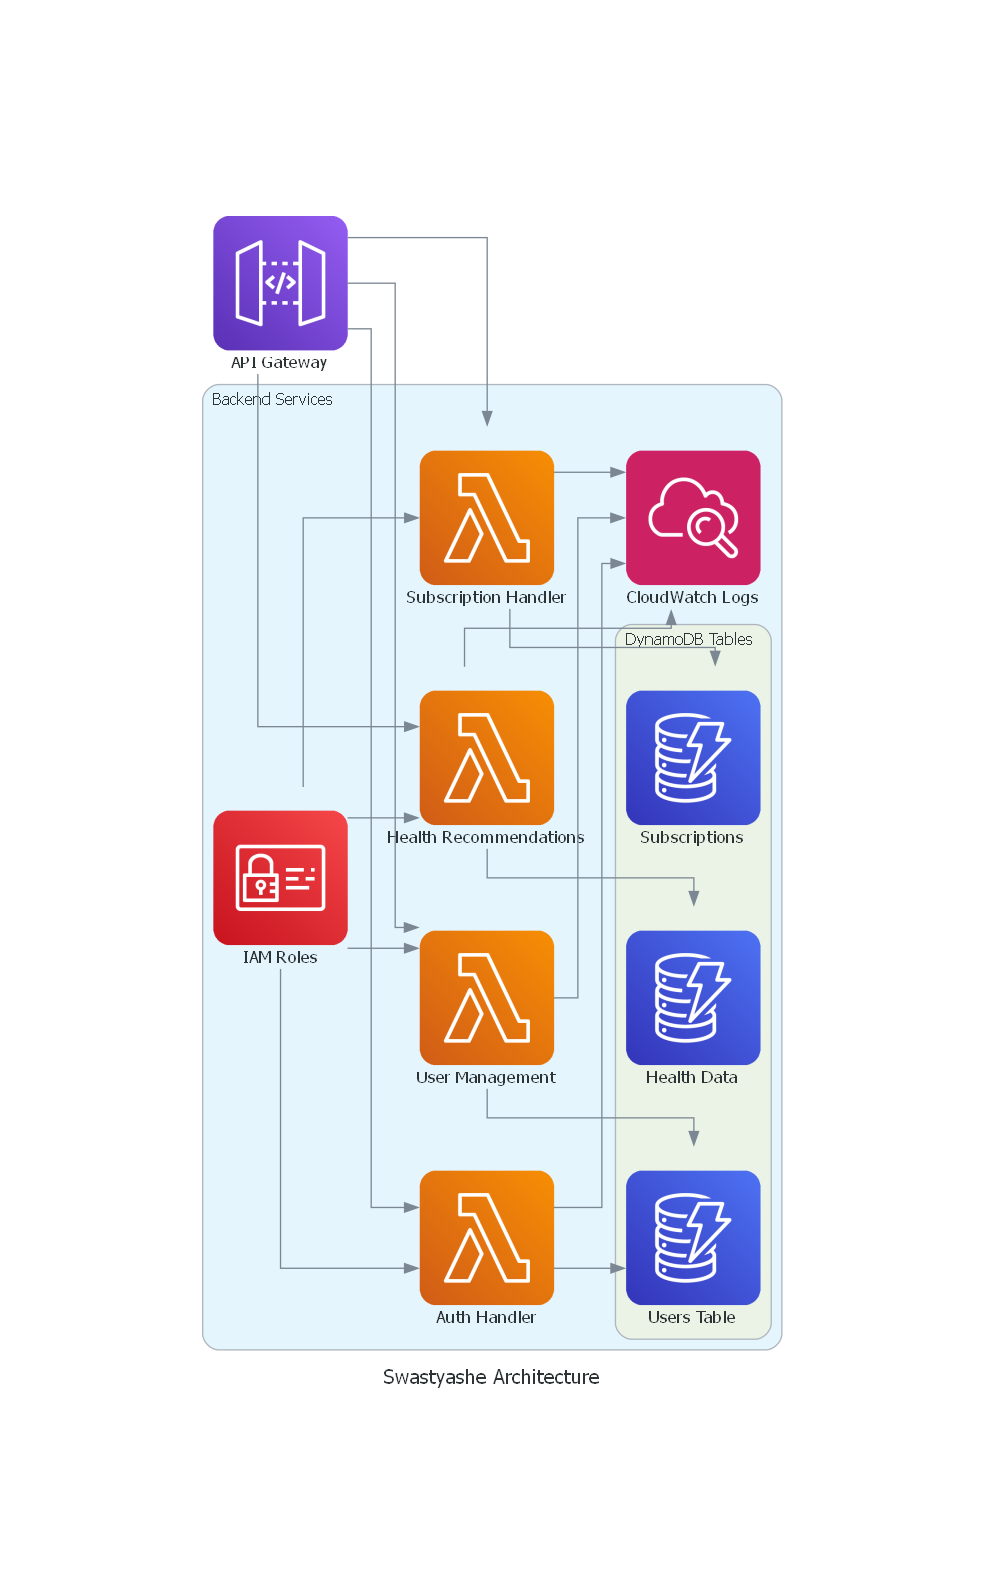 API Gateway
Backend Services
Subscription Handler
CloudWatch Logs
DynamoDB Tables
Health Recommendations
Subscriptions
IAM Roles
User Management
Health Data
Auth Handler
Users Table
Swastyashe Architecture